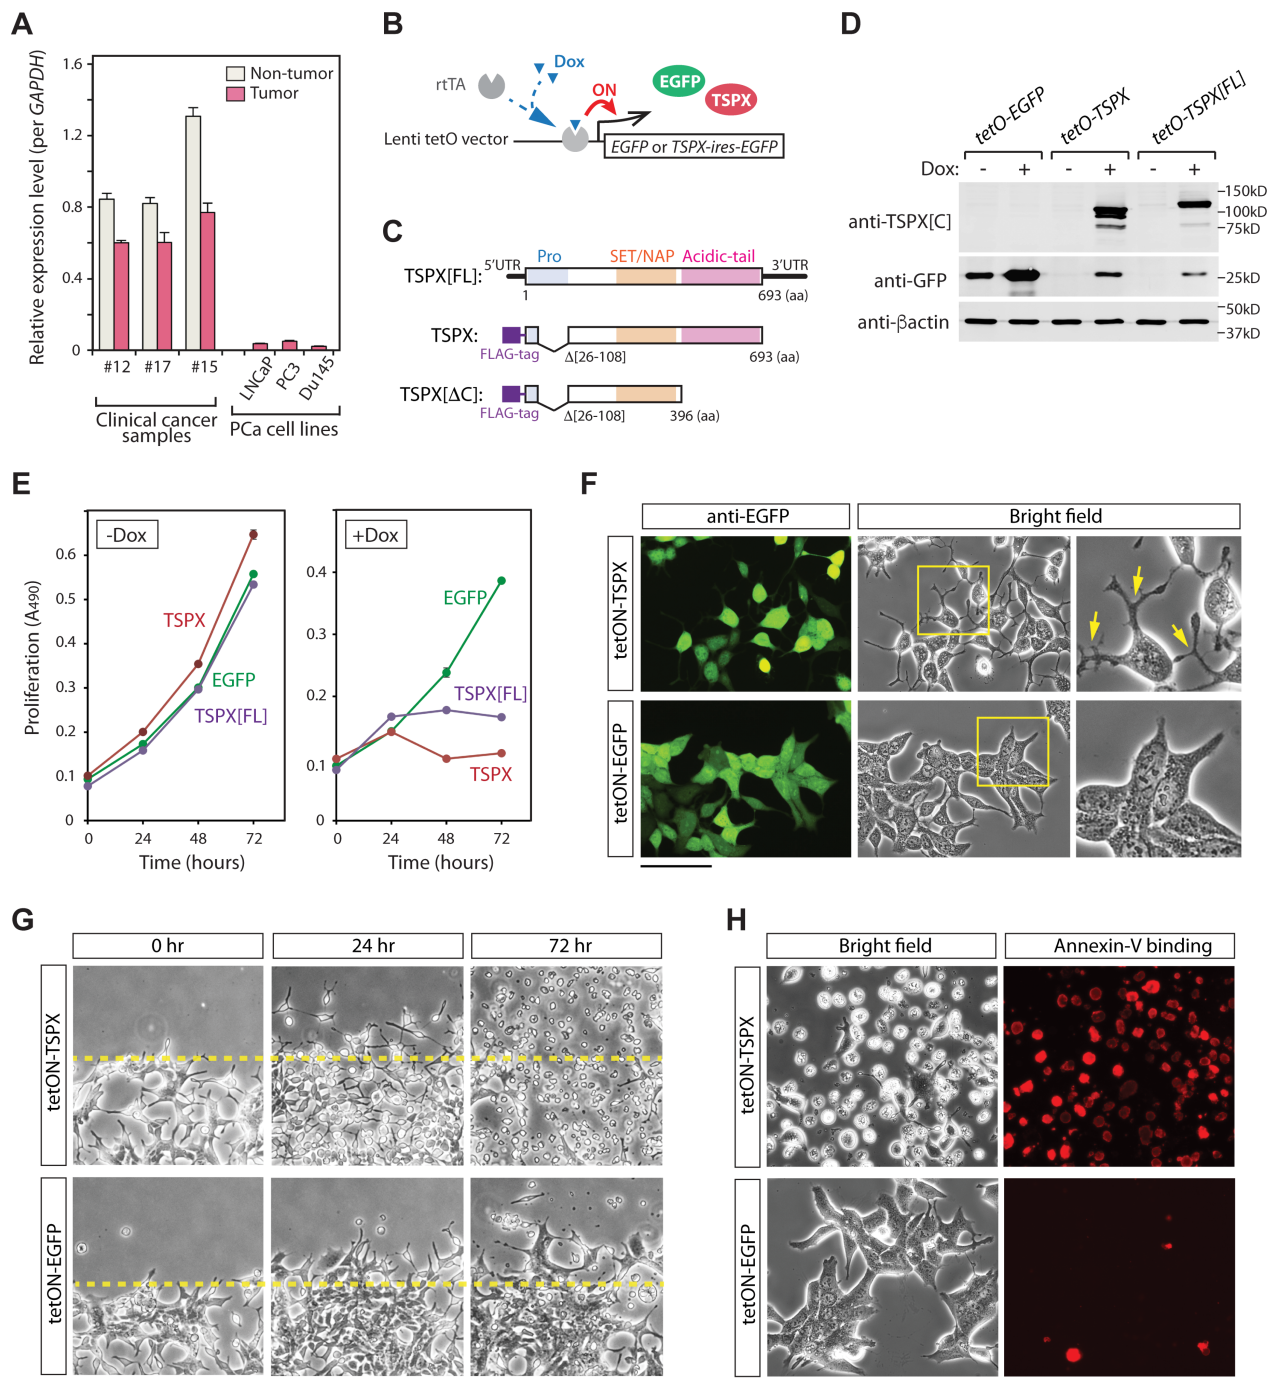 A
Relative expression level (per GAPDH)
1.6
1.2
0.8
0.4
0
Non-tumor
Tumor
#12
#17
#15
LNCaP
PC3
Du145
Clinical cancer
samples
PCa cell lines
B
rtTA
Dox
ON
EGFP
TSPX
Lenti tetO vector
EGFP or TSPX-ires-EGFP
C
Pro
SET/NAP
Acidic-tail
5'UTR
3'UTR
TSPX[FL]:
1
693 (aa)
TSPX:
FLAG-tag
Δ[26-108]
693 (aa)
TSPX[ΔC]:
FLAG-tag
Δ[26-108]
396 (aa)
D
tetO-EGFP
tetO-TSPX
tetO-TSPX[FL]
Dox: - + - + - +
anti-TSPX[C]
150kD
100kD
75kD
anti-GFP
25kD
anti-βactin
50kD
37kD
E
Proliferation (A490)
-Dox
0.6
0.5
0.4
0.3
0.2
0.1
0
TSPX
EGFP
TSPX[FL]
0 24 48 72
Time (hours)
+Dox
0.4
0.3
0.2
0.1
0
EGFP
TSPX[FL]
TSPX
0 24 48 72
Time (hours)
F
anti-EGFP
Bright field
tetON-TSPX
tetON-EGFP
G
0 hr
24 hr
72 hr
tetON-TSPX
tetON-EGFP
H
Bright field
Annexin-V binding
tetON-TSPX
tetON-EGFP